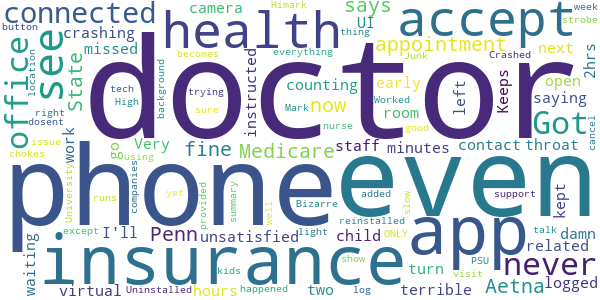 button
connected
camera
Himark
says
accept
crashing
becomes
UI
strobe
missed
everything
thing
week
location
health
appointment
next
office
see
State
doctor
tech
High
background
trying
sure
instructed
counting
Mark
Junk
Crashed
now
early
open
2hrs
right
dosent
issue
chokes
work
go
Very
using
fine
Medicare
Worked
nurse
room
good
left
Keeps
saying
Got
cancel
staff
minutes
contact
throat
phone
even
University
runs
companies
yet
provided
summary
added
Bizarre
reinstalled
well
light
ONLY
slow
app
kept
support
PSU
talk
except
I'll
Penn
unsatisfied
child
related
damn
waiting
insurance
never
virtual
Uninstalled
hours
kids
happened
two
log
show
terrible
turn
visit
Aetna
logged